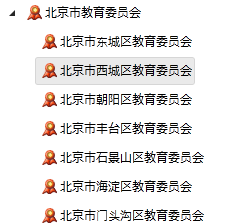 北京市教育委员会
北京市东城区教育委员会
北京市西城区教育委员会
北京市朝阳区教育委员会
北京市丰台区教育委员会
北京市石景山区教育委员会
北京市海淀区教育委员会
北京市门头沟区教育委员会